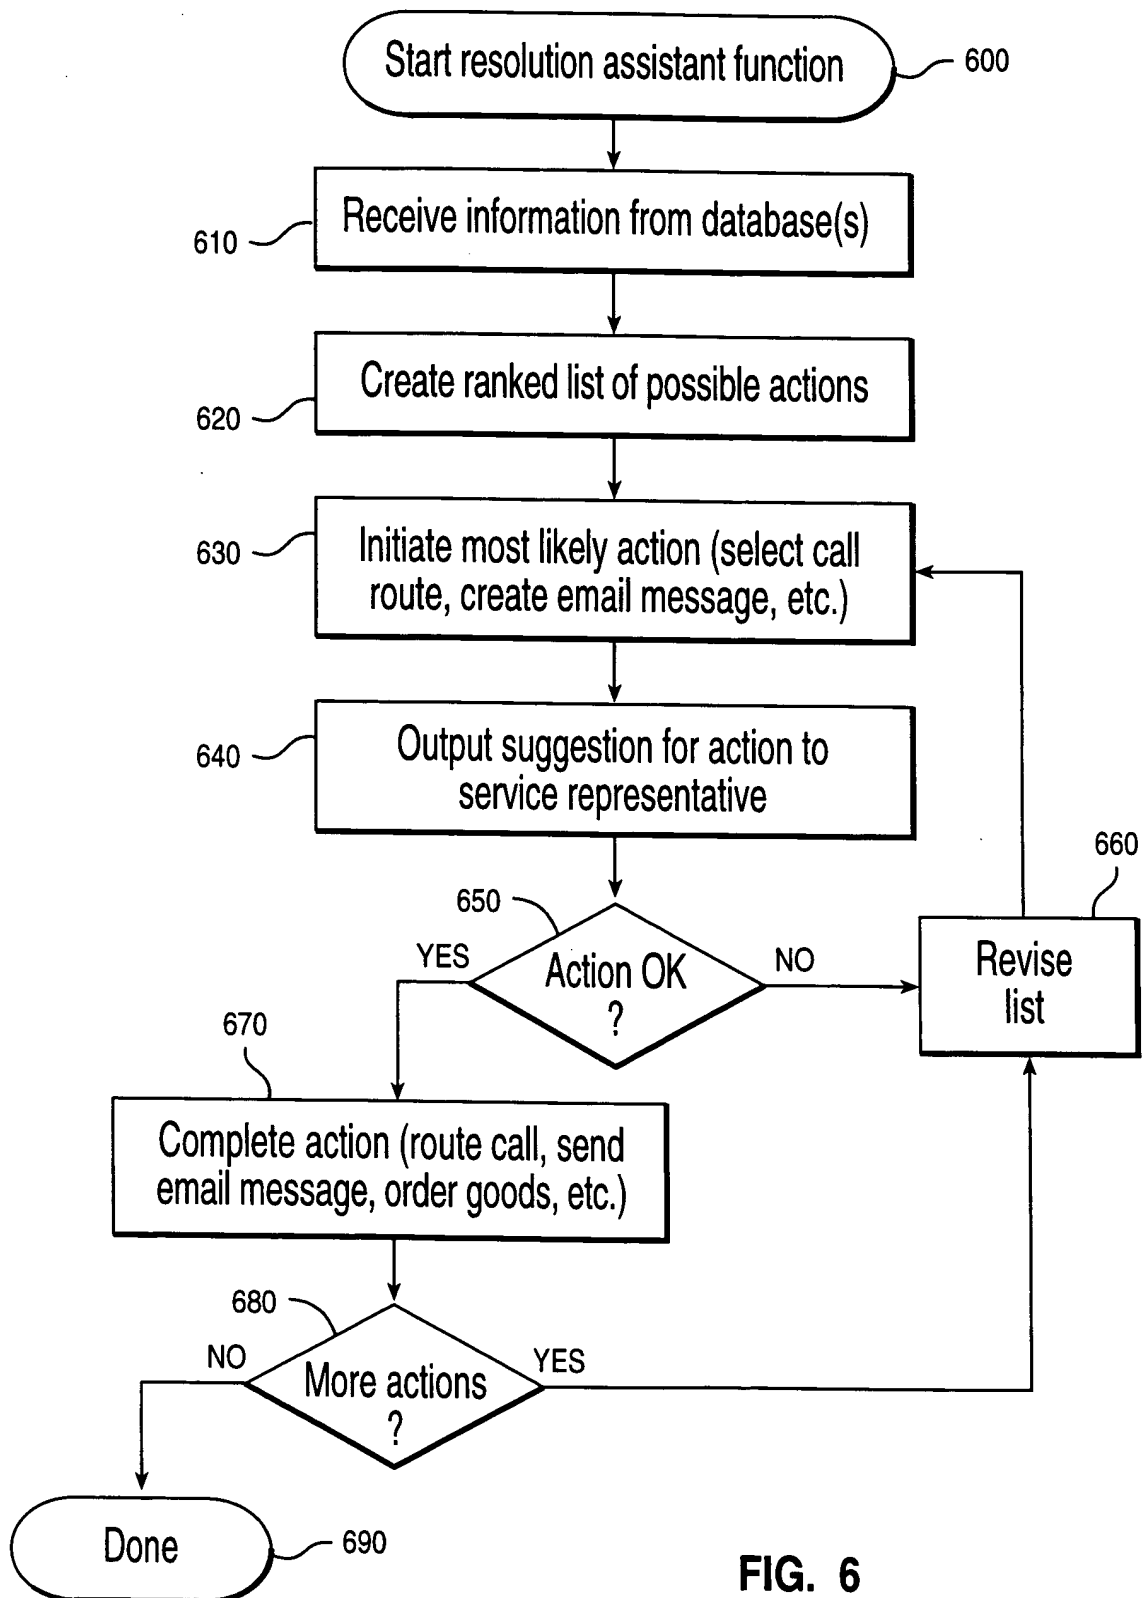 Start resolution assistant function
600
Receive information from database(s)
610
Create ranked list of possible actions
620
Initiate most likely action (select call
route, create email message, etc.)
630
Output suggestion for action to
service representative
640
650
YES
Action OK
?
NO
660
Revise
list
670
Complete action (route call, send
email message, order goods, etc.)
680
NO
More actions
?
YES
Done
690
FIG. 6